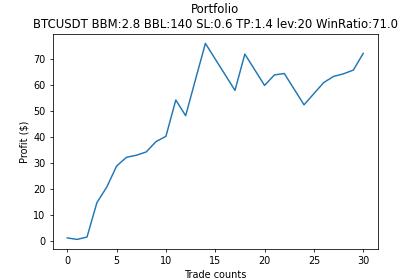 Portfolio
BTCUSDT BBM:2.8 BBL:140 SL:0.6 TP:1.4 lev:20 WinRatio:71.0
70
60
50
40
30
20
10
0
Profit ($)
0 5 10 15 20 25 30
Trade counts